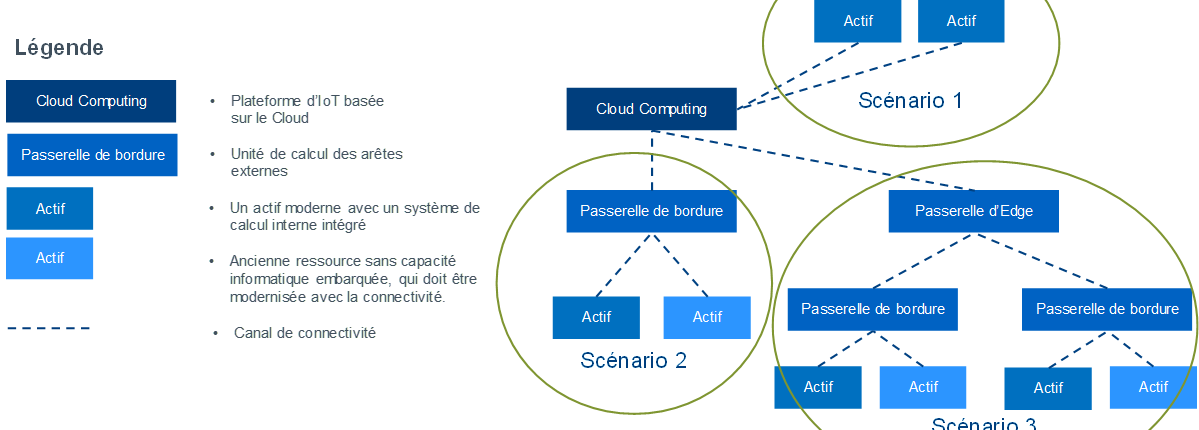 Légende
Cloud Computing
• Plateforme d'IoT basée
sur le Cloud
Passerelle de bordure
• Unité de calcul des arêtes
externes
Actif
• Un actif moderne avec un système de
calcul interne intégré
Actif
• Ancienne ressource sans capacité
informatique embarquée, qui doit être
modernisée avec la connectivité.
• Canal de connectivité
Actif Actif
Scénario 1
Cloud Computing
Passerelle de bordure
Actif Actif
Scénario 2
Passerelle d'Edge
Passerelle de bordure Passerelle de bordure
Actif Actif Actif Actif
Scénario 3